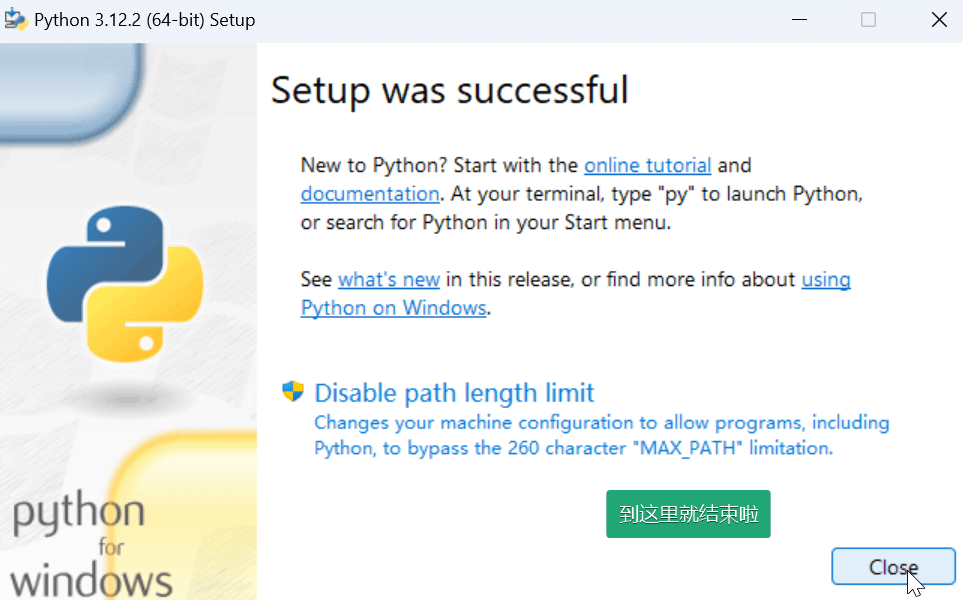 Python 3.12.2 (64-bit) Setup
Setup was successful
New to Python? Start with the online tutorial and
documentation. At your terminal, type "py" to launch Python,
or search for Python in your Start menu.
See what's new in this release, or find more info about using
Python on Windows.
Disable path length limit
Changes your machine configuration to allow programs, including
Python, to bypass the 260 character "MAX_PATH" limitation.
到这里就结束啦
Close
python
for
windows